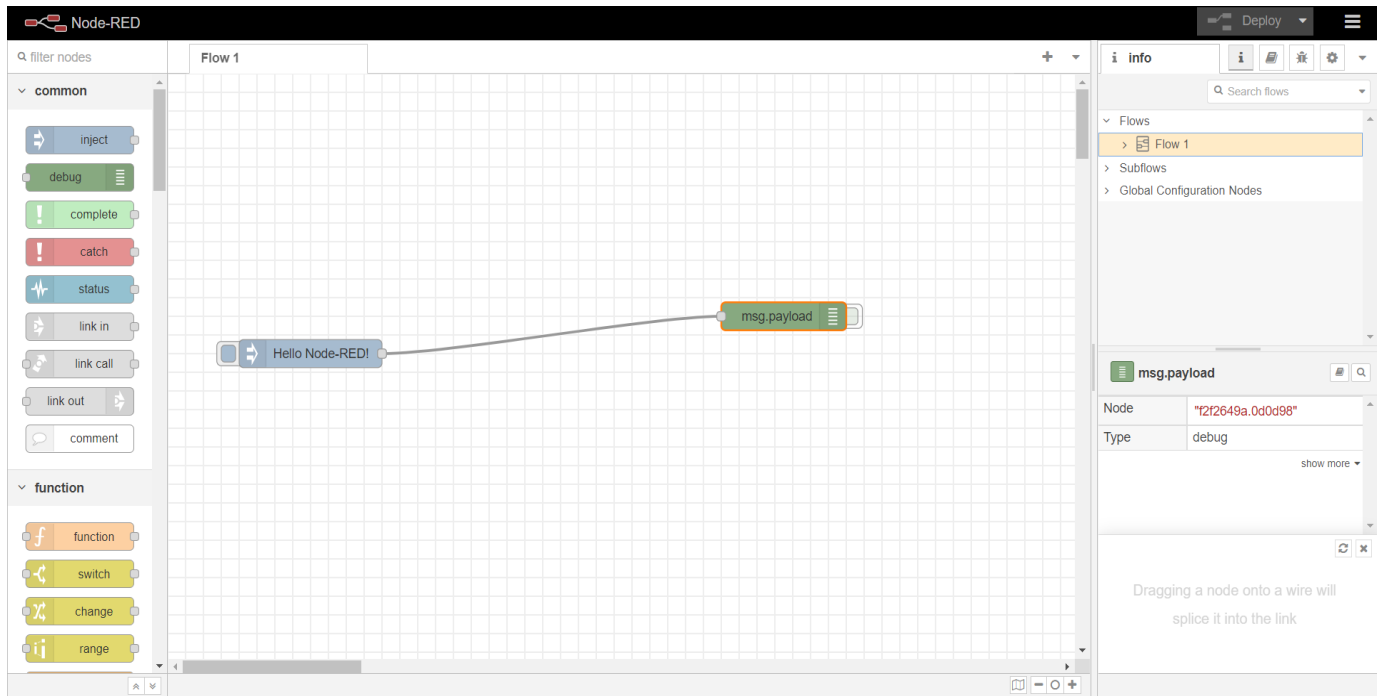 Node-RED
Deploy
filter nodes
Flow 1
info
i
Search flows
common
inject
debug
complete
catch
status
link in
link call
link out
comment
function
function
switch
change
range
Hello Node-RED!
msg.payload
Flows
Flow 1
Subflows
Global Configuration Nodes
msg.payload
Node "f2f2649a.0d0d98"
Type debug
show more
Dragging a node onto a wire will
splice it into the link